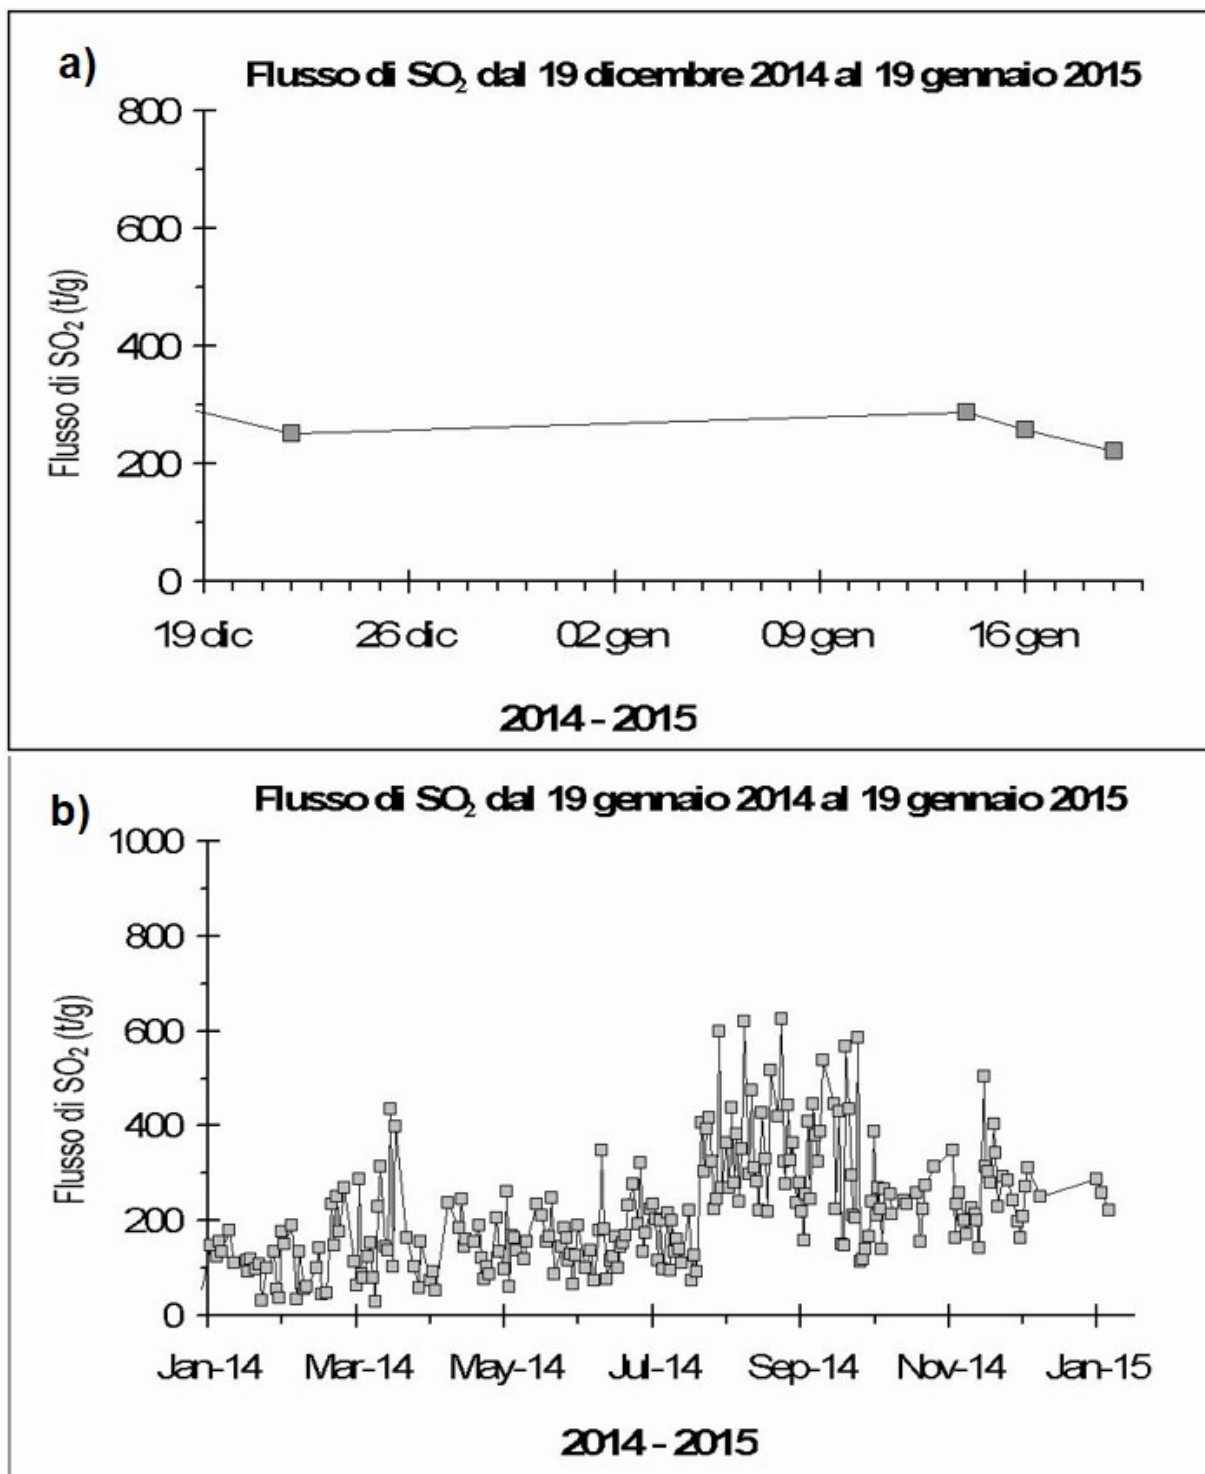 a)
Flusso di SO₂ dal 19 dicembre 2014 al 19 gennaio 2015
800
600
400
200
0
Flusso di SO₂ (t/g)
19 dic 26 dic 02 gen 09 gen 16 gen
2014 - 2015
b)
Flusso di SO₂ dal 19 gennaio 2014 al 19 gennaio 2015
1000
800
600
400
200
0
Flusso di SO₂ (t/g)
Jan-14 Mar-14 May-14 Jul-14 Sep-14 Nov-14 Jan-15
2014 - 2015